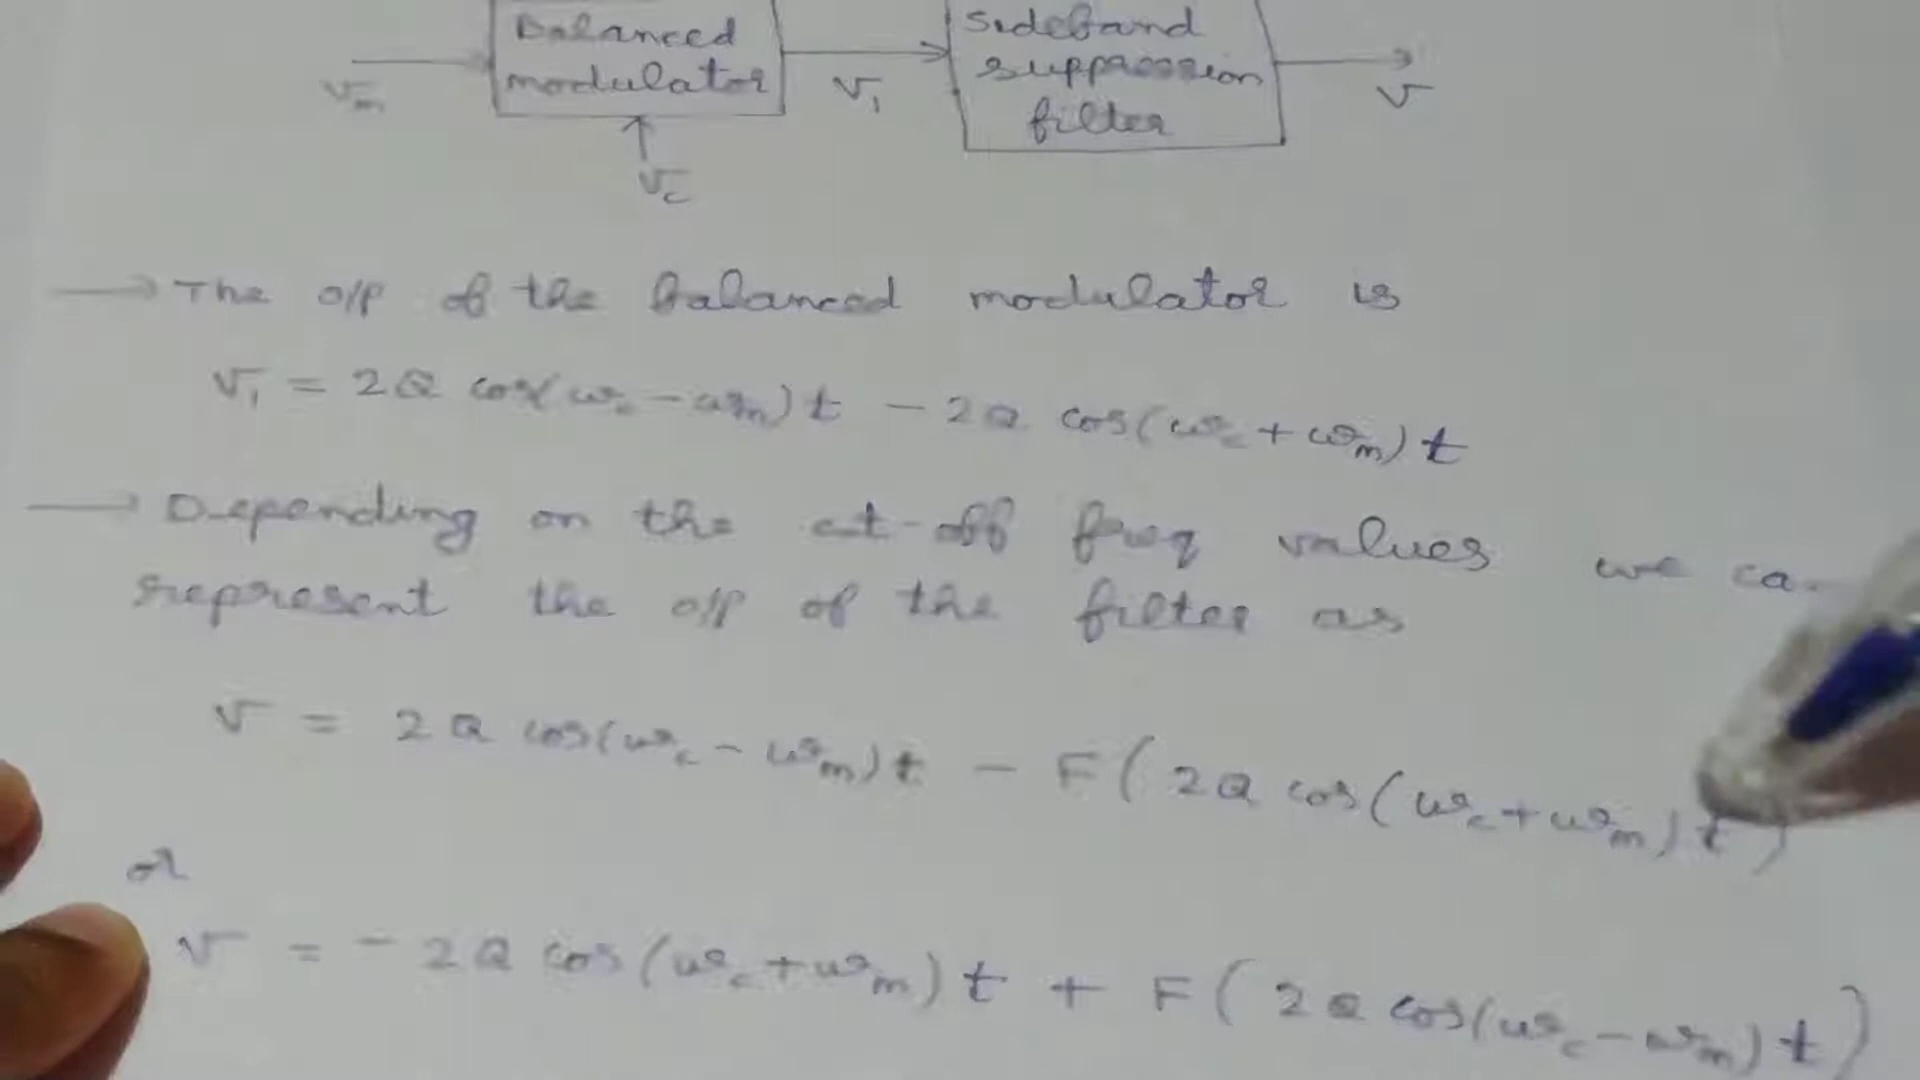 Balanced
modulator
Sideband
suppression
filter
Vm
V1
V
Vc
→ The o/p of the balanced modulator is
V1 = 2Q cos(ωc - ωm)t - 2Q cos(ωc + ωm)t
→ Depending on the ct-off freq values we ca
represent the o/p of the filter as
V = 2Q cos(ωc - ωm)t - F(2Q cos(ωc + ωm)t)
or
V = -2Q cos(ωc + ωm)t + F(2Q cos(ωc - ωm)t)